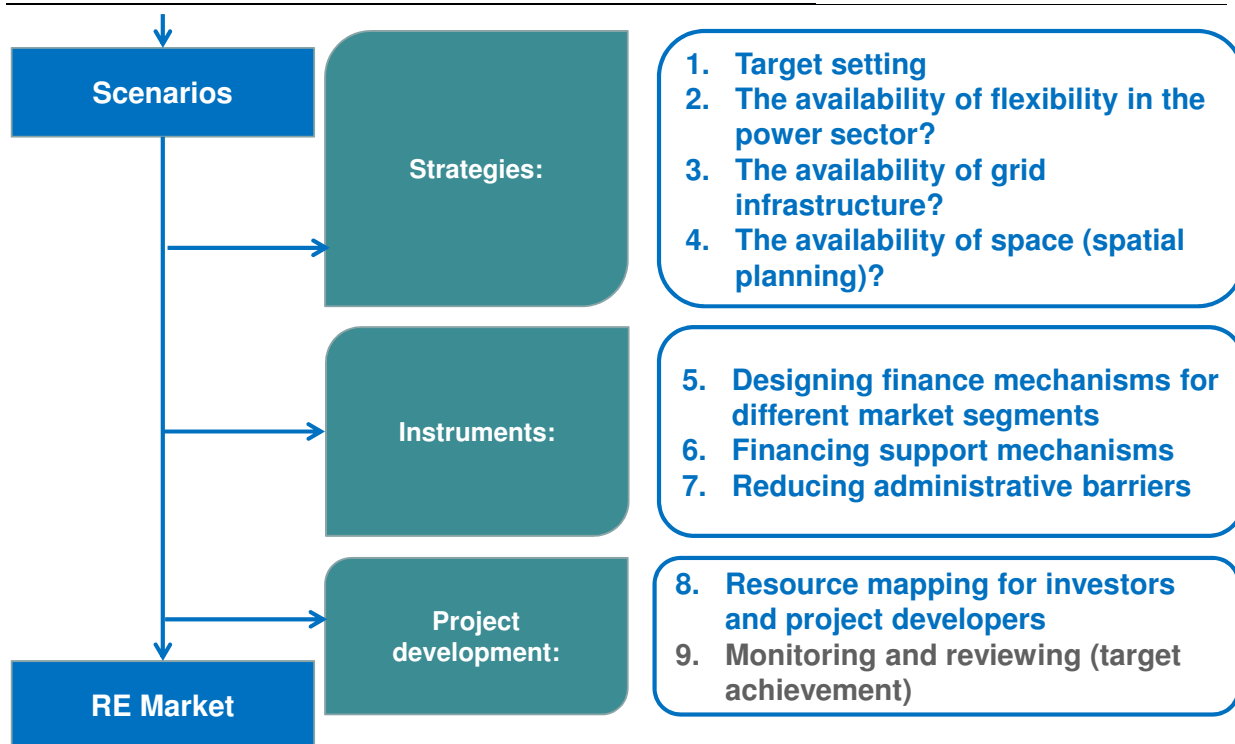 Scenarios
Strategies:
1. Target setting
2. The availability of flexibility in the
power sector?
3. The availability of grid
infrastructure?
4. The availability of space (spatial
planning)?
Instruments:
5. Designing finance mechanisms for
different market segments
6. Financing support mechanisms
7. Reducing administrative barriers
Project
development:
8. Resource mapping for investors
and project developers
9. Monitoring and reviewing (target
achievement)
RE Market